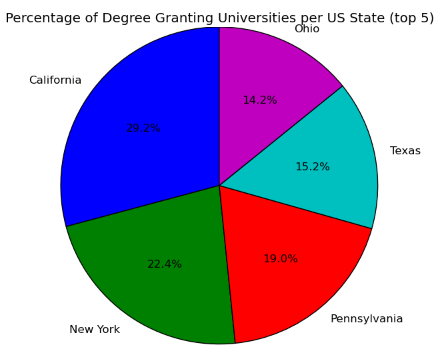 Percentage of Degree Granting Universities per US State (top 5)
Ohio
California
14.2%
29.2%
Texas
15.2%
19.0%
22.4%
Pennsylvania
New York